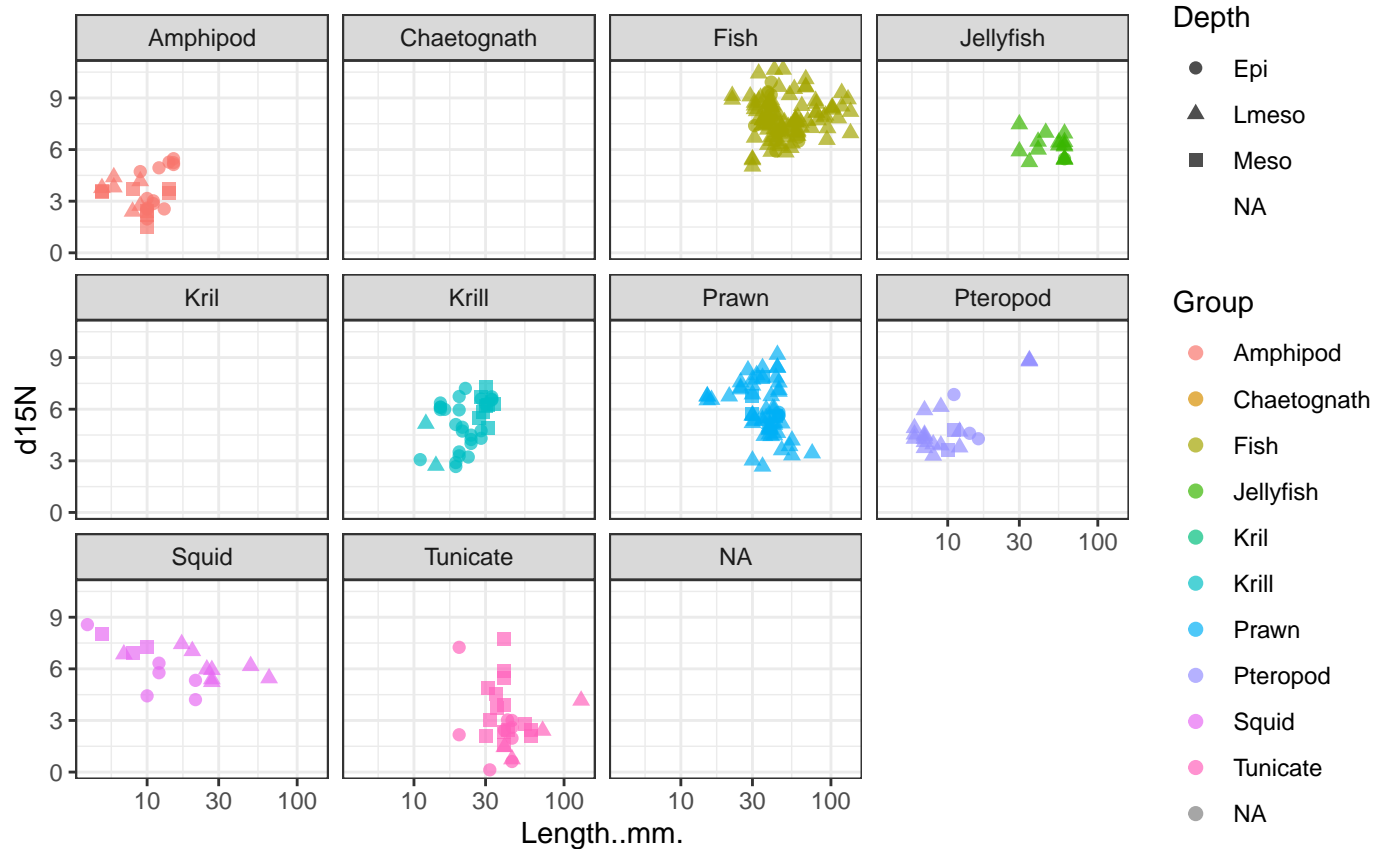 Amphipod Chaetognath Fish Jellyfish
9
6
3
0
Kril Krill Prawn Pteropod
9
6
3
0
10 30 100
Squid Tunicate NA
9
6
3
0
10 30 100 10 30 100 10 30 100
d15N
Length..mm.
Depth
Epi
Lmeso
Meso
NA
Group
Amphipod
Chaetognath
Fish
Jellyfish
Kril
Krill
Prawn
Pteropod
Squid
Tunicate
NA